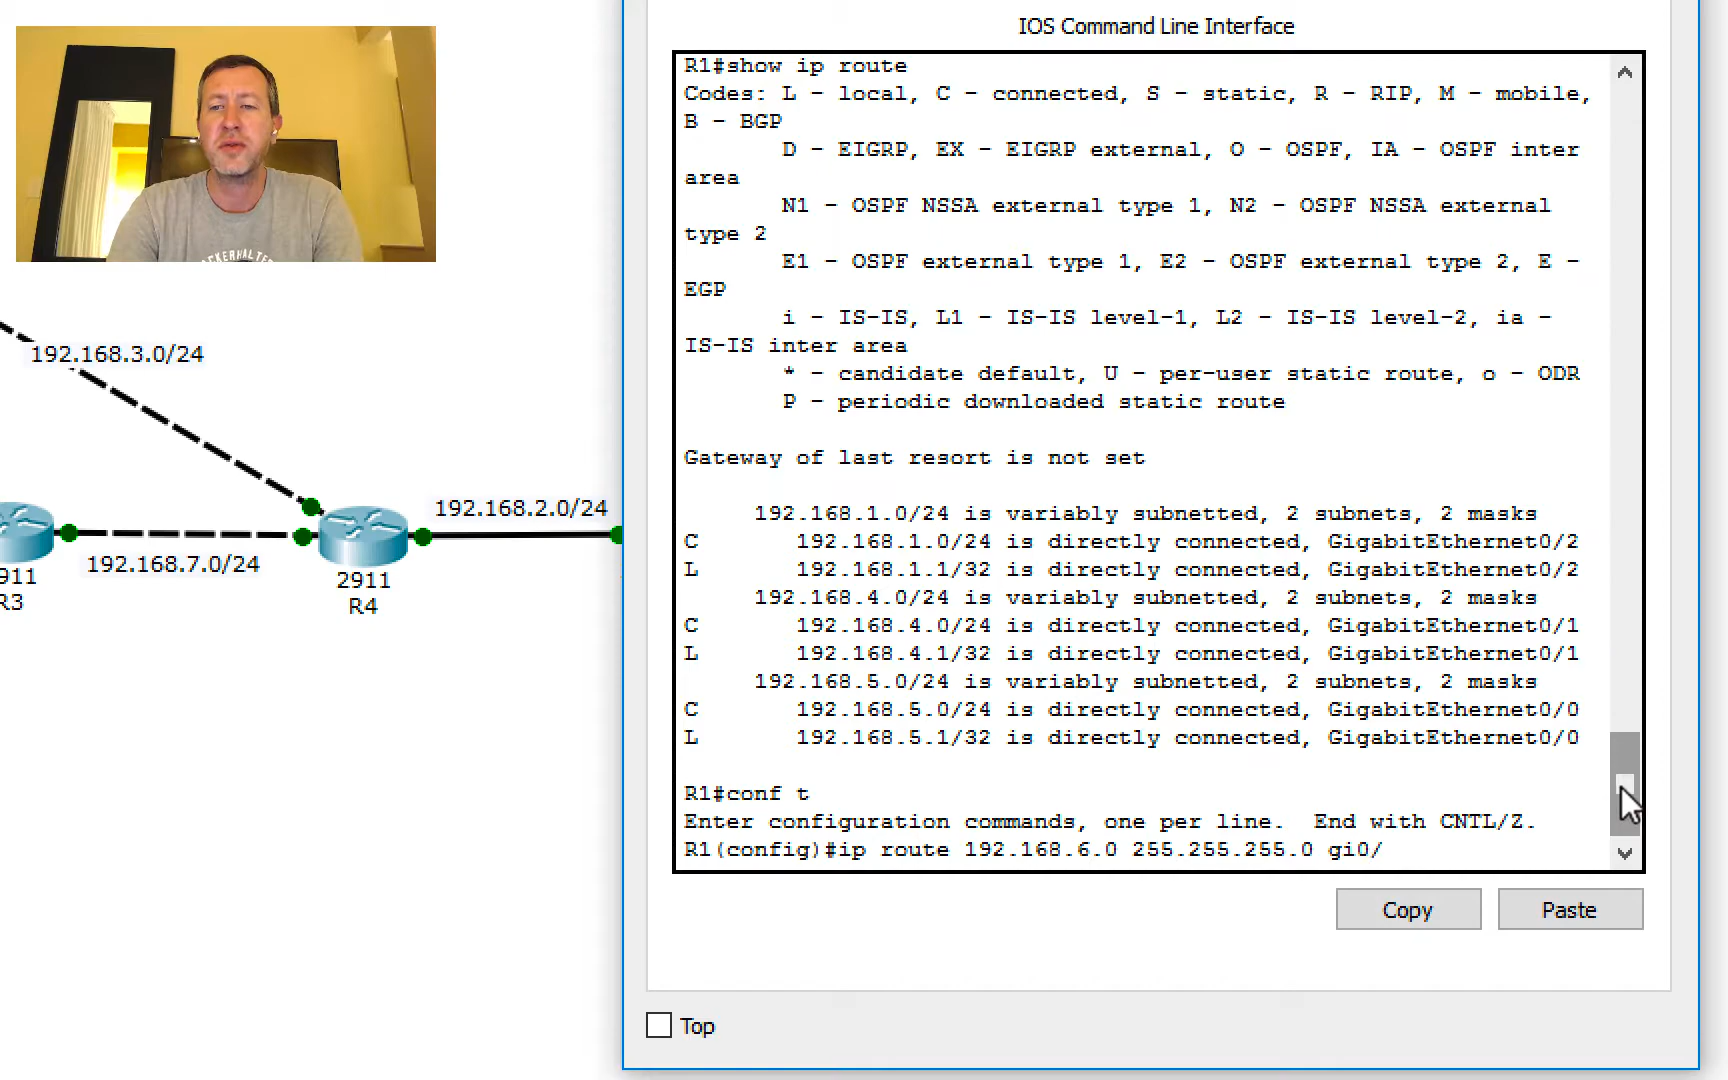 IOS Command Line Interface
R1#show ip route
Codes: L - local, C - connected, S - static, R - RIP, M - mobile,
B - BGP
D - EIGRP, EX - EIGRP external, O - OSPF, IA - OSPF inter
area
N1 - OSPF NSSA external type 1, N2 - OSPF NSSA external
type 2
E1 - OSPF external type 1, E2 - OSPF external type 2, E -
EGP
i - IS-IS, L1 - IS-IS level-1, L2 - IS-IS level-2, ia -
IS-IS inter area
* - candidate default, U - per-user static route, o - ODR
P - periodic downloaded static route
Gateway of last resort is not set
192.168.1.0/24 is variably subnetted, 2 subnets, 2 masks
C 192.168.1.0/24 is directly connected, GigabitEthernet0/2
L 192.168.1.1/32 is directly connected, GigabitEthernet0/2
192.168.4.0/24 is variably subnetted, 2 subnets, 2 masks
C 192.168.4.0/24 is directly connected, GigabitEthernet0/1
L 192.168.4.1/32 is directly connected, GigabitEthernet0/1
192.168.5.0/24 is variably subnetted, 2 subnets, 2 masks
C 192.168.5.0/24 is directly connected, GigabitEthernet0/0
L 192.168.5.1/32 is directly connected, GigabitEthernet0/0
R1#conf t
Enter configuration commands, one per line. End with CNTL/Z.
R1(config)#ip route 192.168.6.0 255.255.255.0 gi0/
Copy
Paste
Top
192.168.3.0/24
192.168.2.0/24
192.168.7.0/24
911
R3
2911
R4